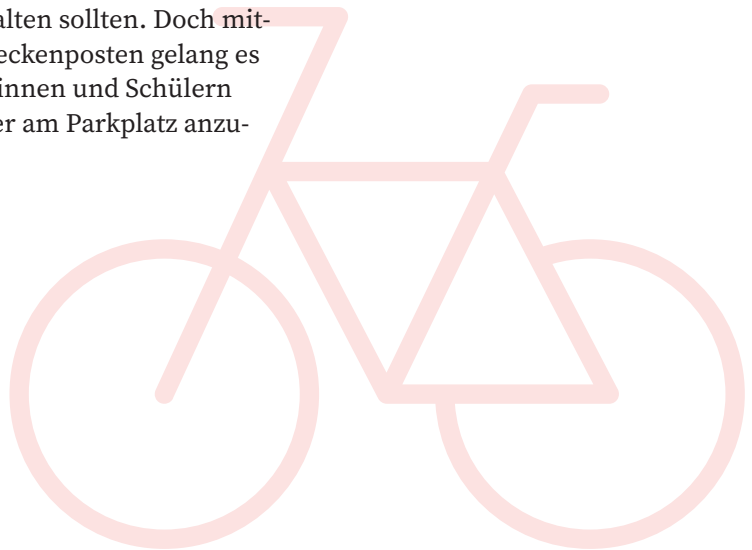 alten sollten. Doch mit-
eckenposten gelang es
innen und Schülern
er am Parkplatz anzu-